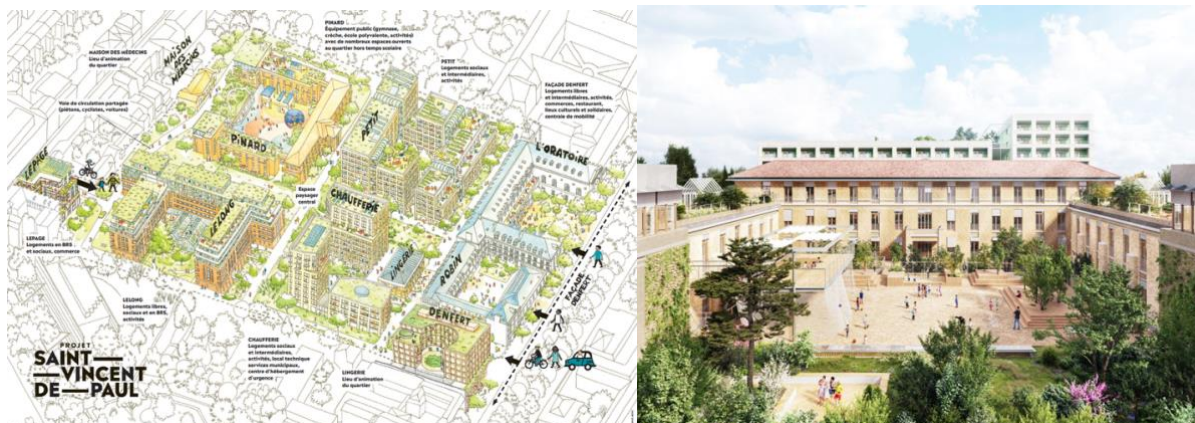 PINARD
Équipement public (gymnase,
crèche, école polyvalente, activités)
avec de nombreux espaces ouverts
au quartier hors temps scolaire
MAISON DES MÉDECINS
Lieu d'animation
du quartier
MAISON
DES
MÉDECINS
PETIT
Logements sociaux
et intermédiaires,
activités
FAÇADE DENFERT
Logements libres
et intermédiaires, activités,
commerces, restaurant,
lieux culturels et solidaires,
centrale de mobilité
Voie de circulation partagée
(piétons, cyclistes, voitures)
PINARD
PETIT
L'ORATOIRE
LEPAGE
Espace
paysager
central
CHAUFFERIE
LELONG
LINGERIE
ROBIN
FAÇADE
DENFERT
DENFERT
LEPAGE
Logements en BRS
et sociaux, commerce
LELONG
Logements libres,
sociaux et en BRS,
activités
CHAUFFERIE
Logements sociaux
et intermédiaires,
activités, local technique
services municipaux,
centre d'hébergement
d'urgence
LINGERIE
Lieu d'animation
du quartier
PROJET
SAINT
VINCENT
DE PAUL